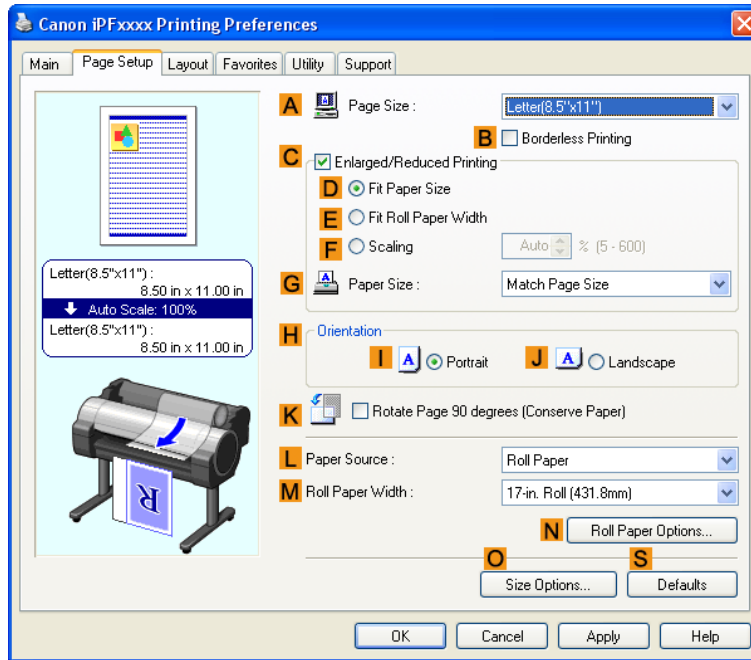 Canon iPFxxxx Printing Preferences
Main Page Setup Layout Favorites Utility Support
A Page Size : Letter(8.5"x11")
B Borderless Printing
C Enlarged/Reduced Printing
D Fit Paper Size
E Fit Roll Paper Width
F Scaling Auto % (5 - 600)
G Paper Size : Match Page Size
Letter(8.5"x11") :
8.50 in x 11.00 in
Auto Scale: 100%
Letter(8.5"x11") :
8.50 in x 11.00 in
H Orientation
I A Portrait J A Landscape
K Rotate Page 90 degrees (Conserve Paper)
L Paper Source : Roll Paper
M Roll Paper Width : 17-in. Roll (431.8mm)
N Roll Paper Options...
R
O S
Size Options... Defaults
OK Cancel Apply Help